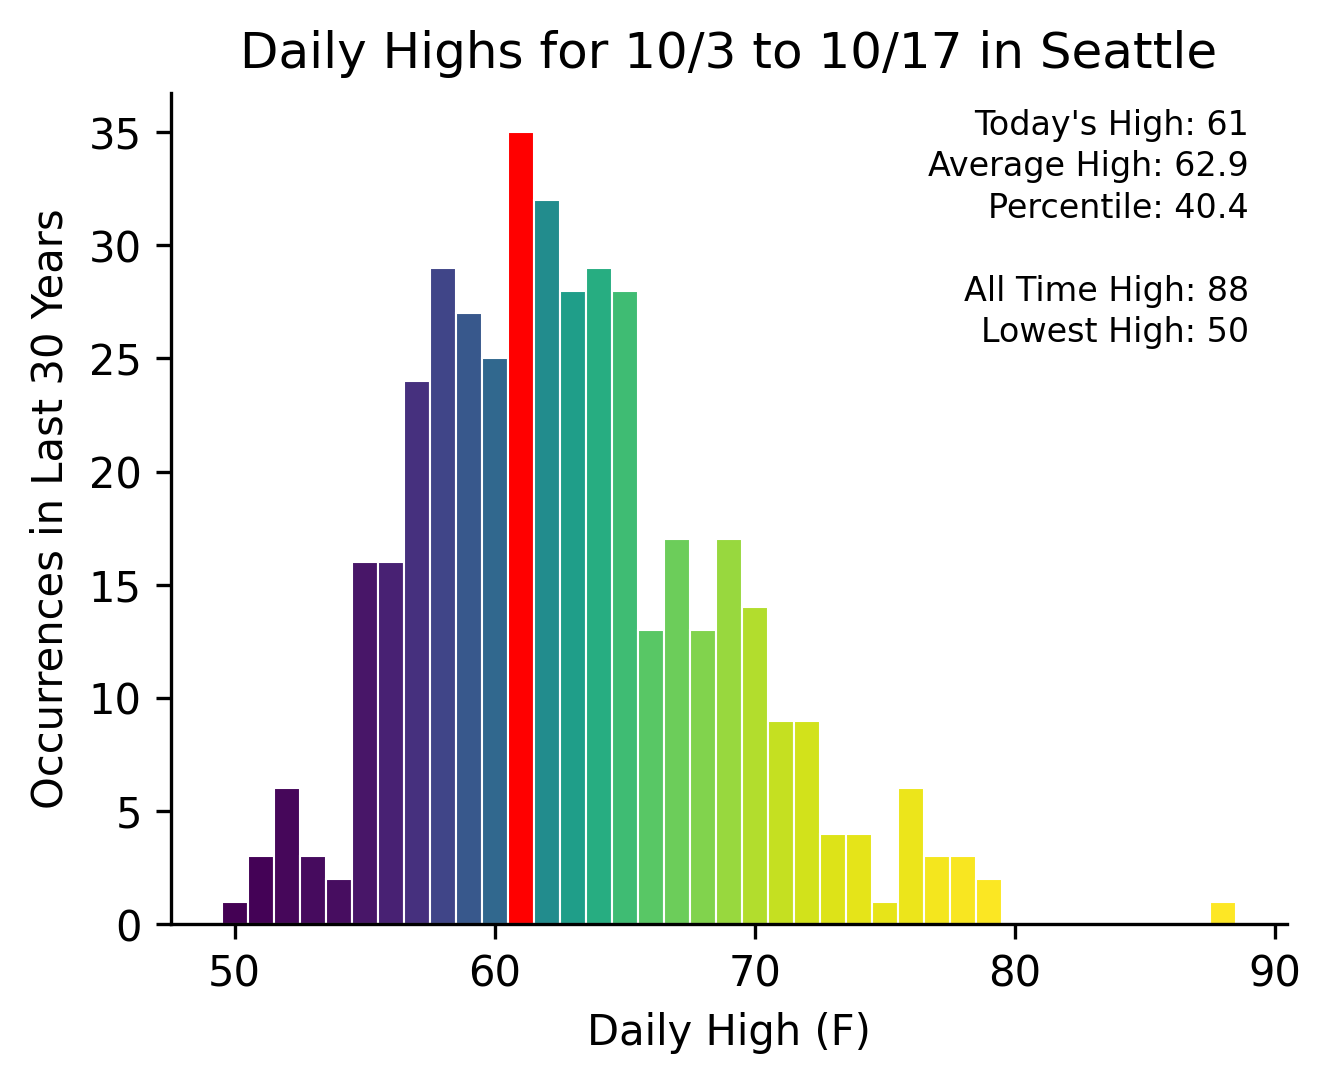 Daily Highs for 10/3 to 10/17 in Seattle
Today's High: 61
Average High: 62.9
Percentile: 40.4
All Time High: 88
Lowest High: 50
Occurrences in Last 30 Years
35
30
25
20
15
10
5
0
50 60 70 80 90
Daily High (F)